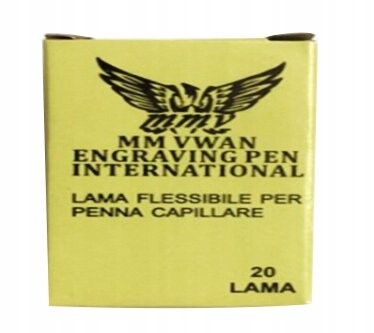 MMV
MM VWAN
ENGRAVING PEN
INTERNATIONAL
LAMA FLESSIBILE PER
PENNA CAPILLARE
20
LAMA